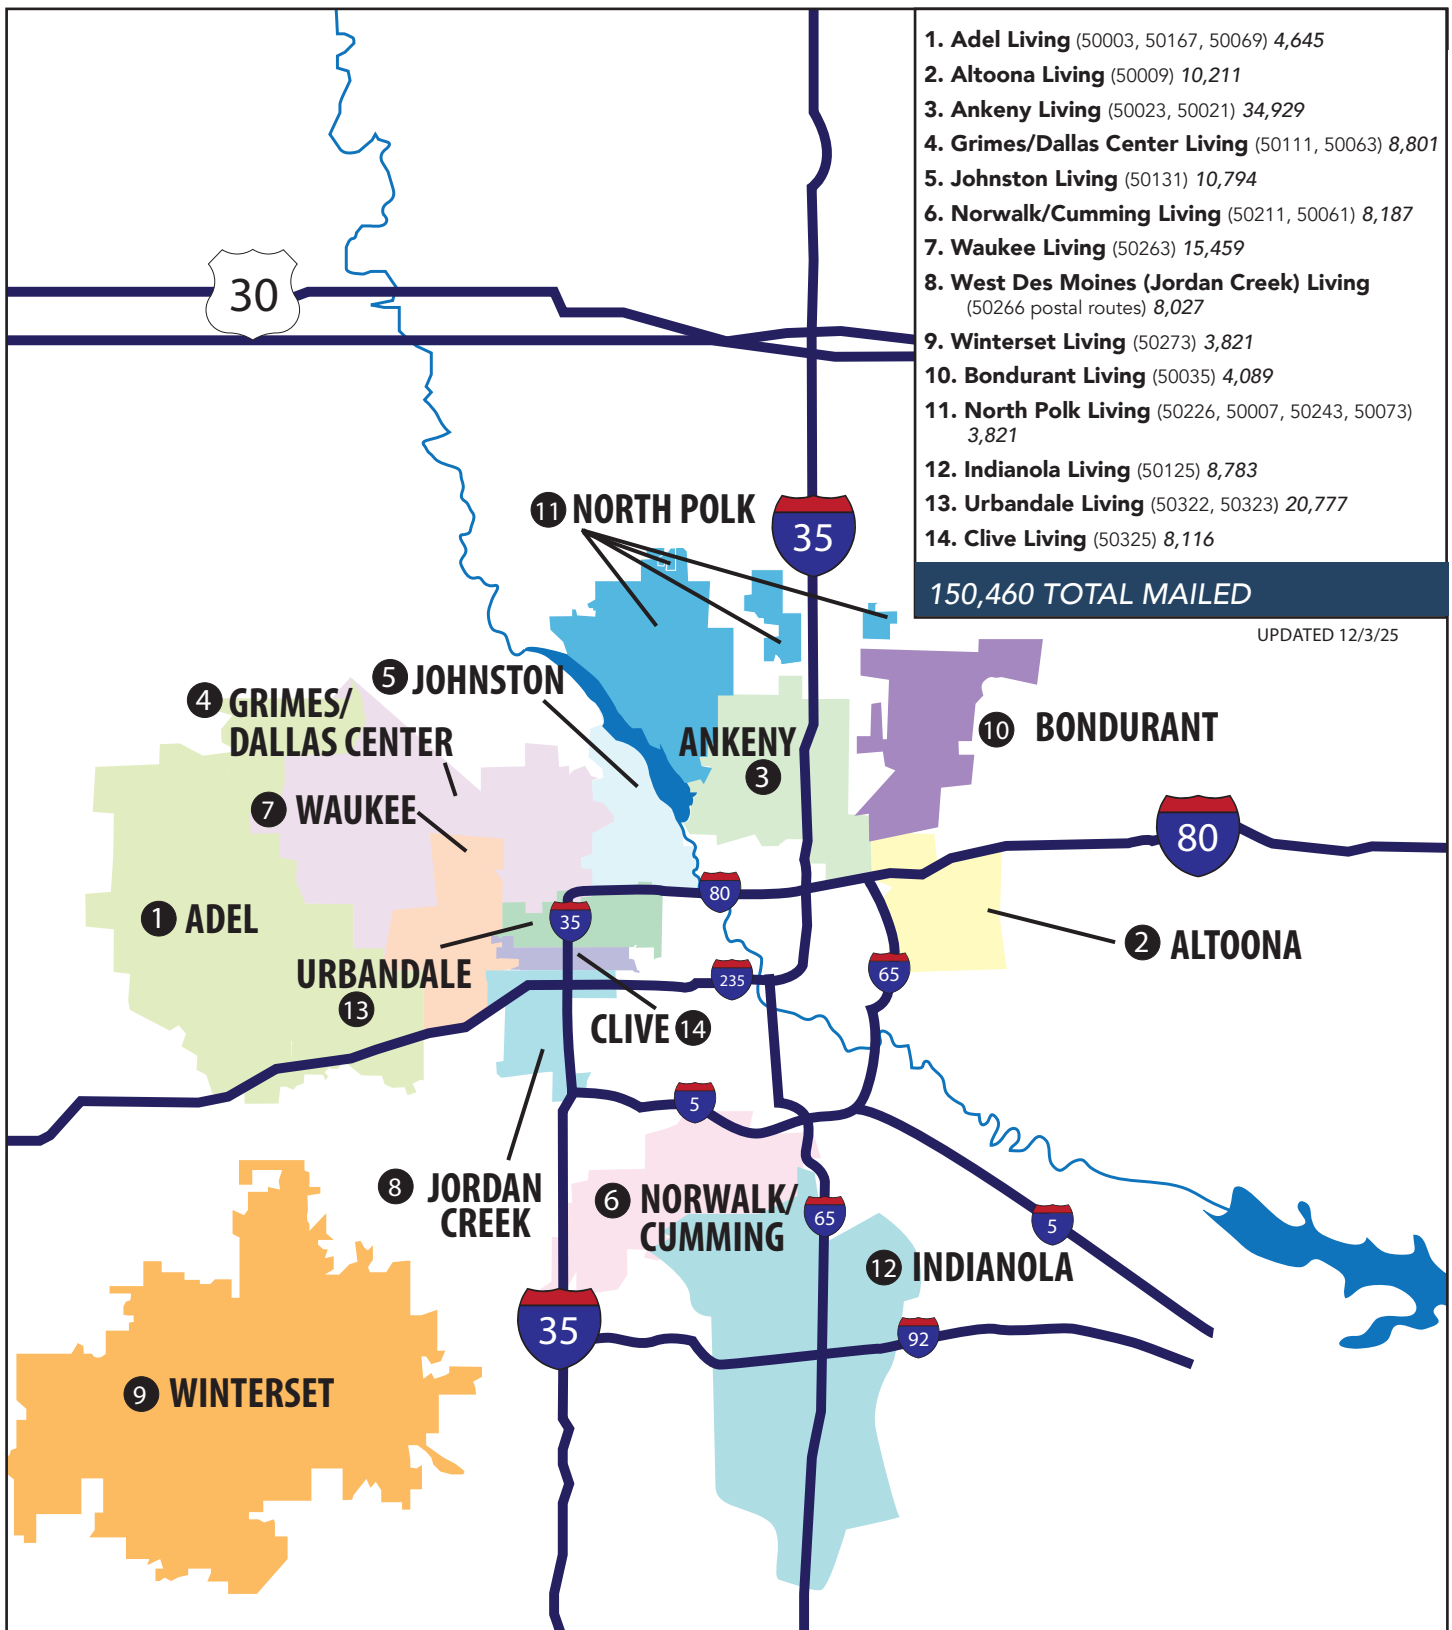 1. Adel Living (50003, 50167, 50069) 4,645
2. Altoona Living (50009) 10,211
3. Ankeny Living (50023, 50021) 34,929
4. Grimes/Dallas Center Living (50111, 50063) 8,801
5. Johnston Living (50131) 10,794
6. Norwalk/Cumming Living (50211, 50061) 8,187
7. Waukee Living (50263) 15,459
8. West Des Moines (Jordan Creek) Living
(50266 postal routes) 8,027
9. Winterset Living (50273) 3,821
10. Bondurant Living (50035) 4,089
11. North Polk Living (50226, 50007, 50243, 50073)
3,821
12. Indianola Living (50125) 8,783
13. Urbandale Living (50322, 50323) 20,777
14. Clive Living (50325) 8,116
150,460 TOTAL MAILED
UPDATED 12/3/25
30
11 NORTH POLK
35
5 JOHNSTON
4 GRIMES/
DALLAS CENTER
ANKENY
3
10 BONDURANT
7 WAUKEE
80
80
35
1 ADEL
2 ALTOONA
URBANDALE
13
235
65
CLIVE 14
5
8 JORDAN
CREEK
6 NORWALK/
CUMMING
65
5
12 INDIANOLA
35
92
9 WINTERSET